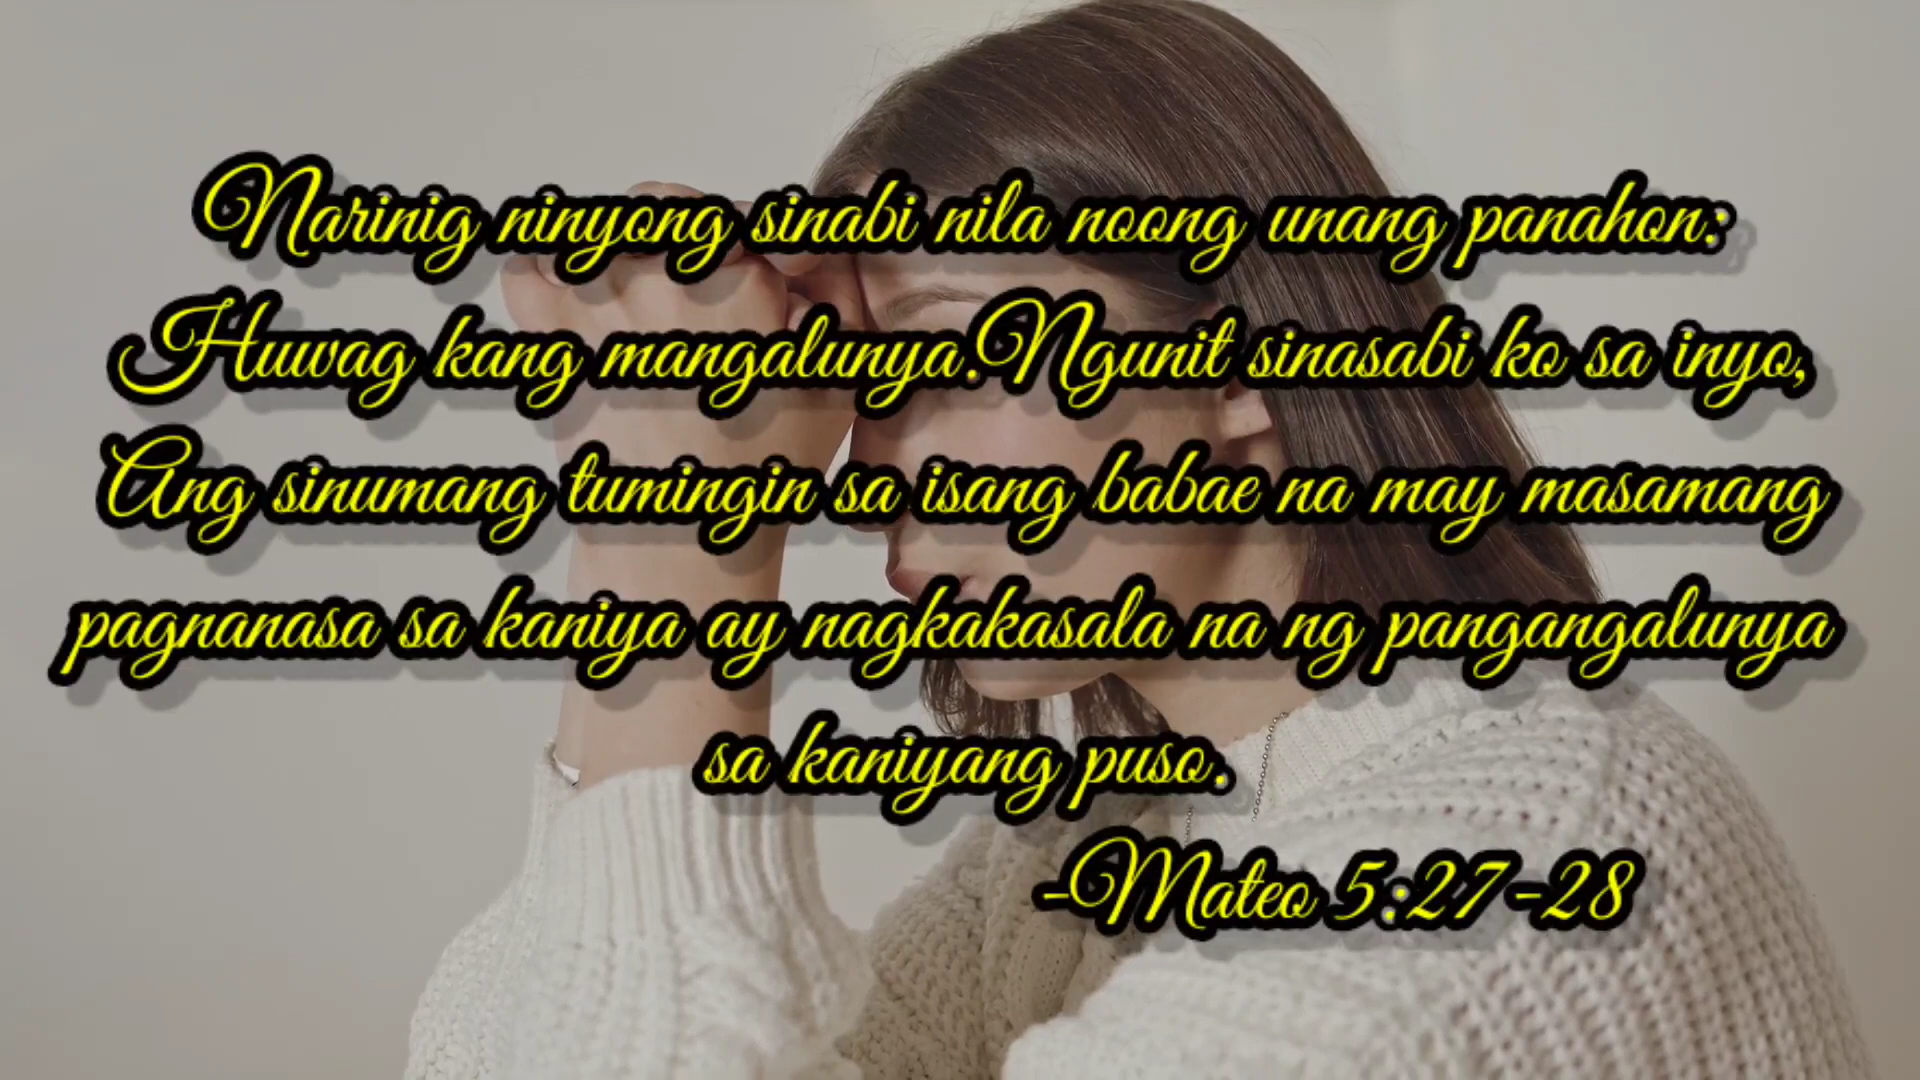 Narinig ninyong sinabi nila noong unang panahon:
Huwag kang mangalunya.Ngunit sinasabi ko sa inyo,
Ang sinumang tumingin sa isang babae na may masamang
pagnanasa sa kaniya ay nagkakasala na ng pangangalunya
sa kaniyang puso.
-Mateo 5:27-28